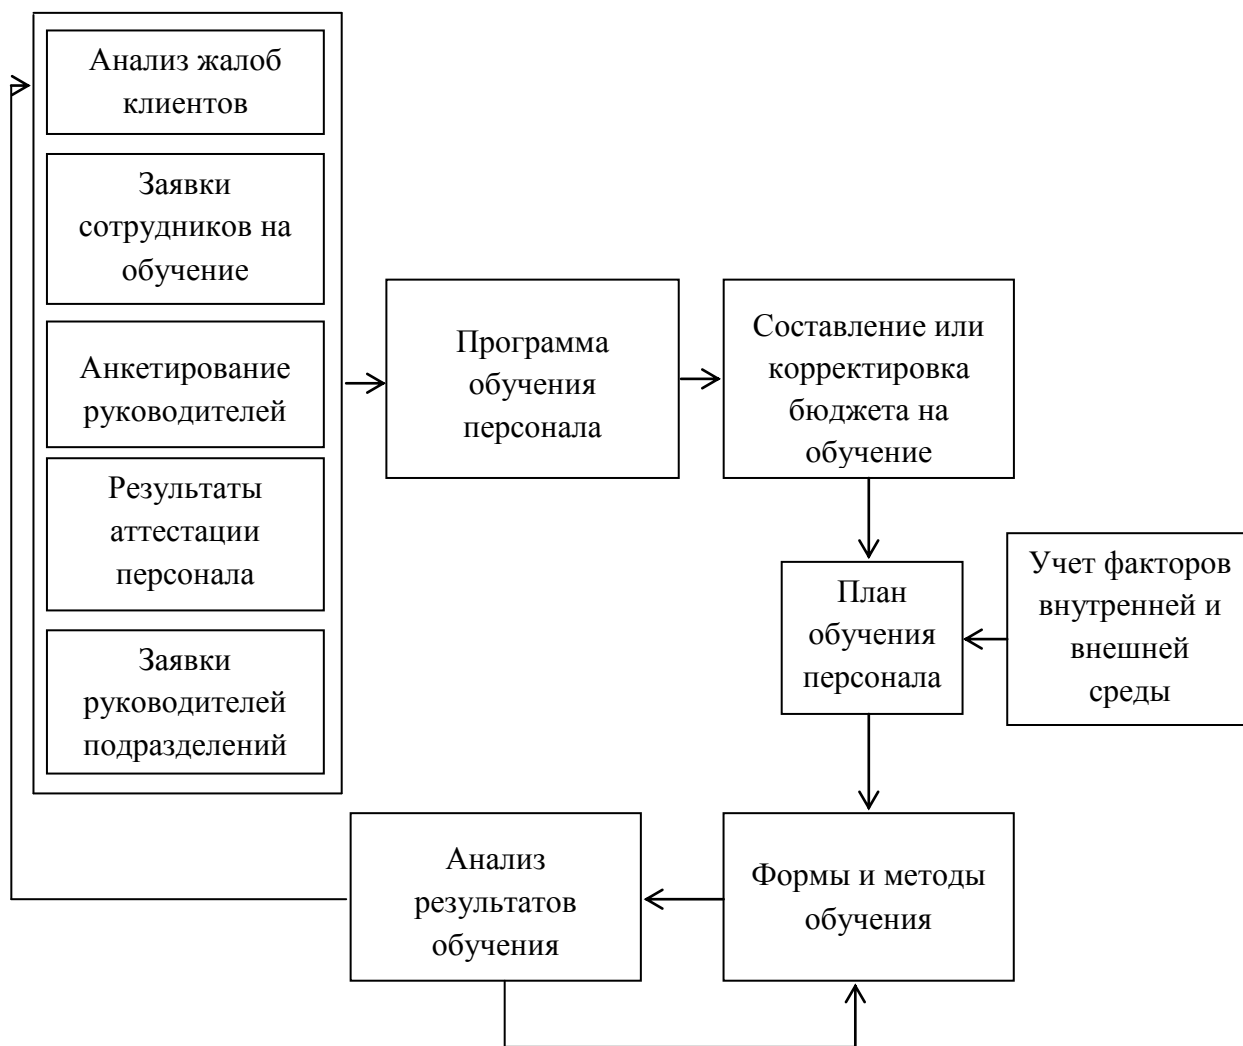 Анализ жалоб
клиентов
Заявки
сотрудников на
обучение
Анкетирование
руководителей
Результаты
аттестации
персонала
Заявки
руководителей
подразделений
Программа
обучения
персонала
Составление или
корректировка
бюджета на
обучение
План
обучения
персонала
Учет факторов
внутренней и
внешней
среды
Формы и методы
обучения
Анализ
результатов
обучения